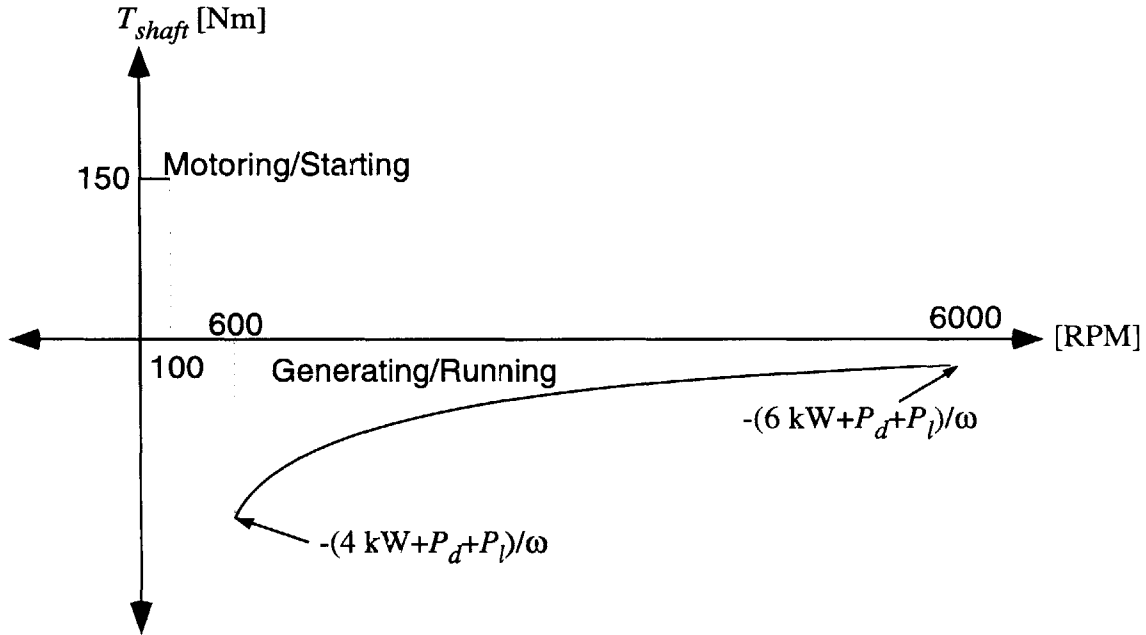 T_shaft [Nm]
Motoring/Starting
150
600
6000
[RPM]
100
Generating/Running
-(6 kW+P_d+P_l)/ω
-(4 kW+P_d+P_l)/ω